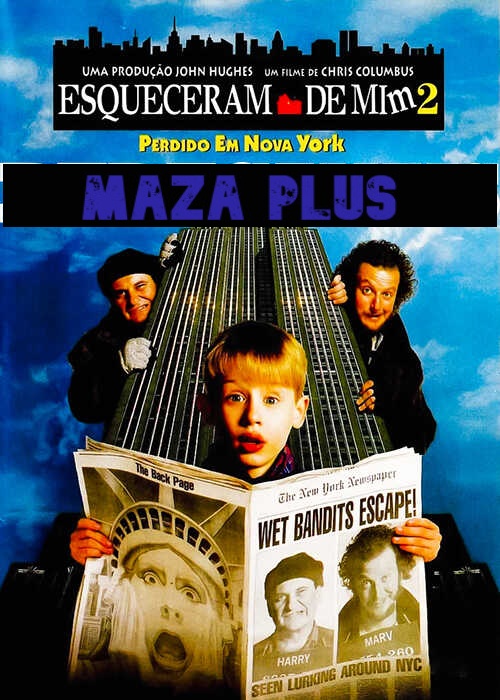 UMA PRODUÇÃO JOHN HUGHES UM FILME DE CHRIS COLUMBUS
ESQUECERAM DE MIm 2
PERDIDO EM NOVA YORK
MAZA PLUS
The Back Page
The New York Newspaper
WET BANDITS ESCAPE!
HARRY
MARV
SEEN LURKING AROUND NYC